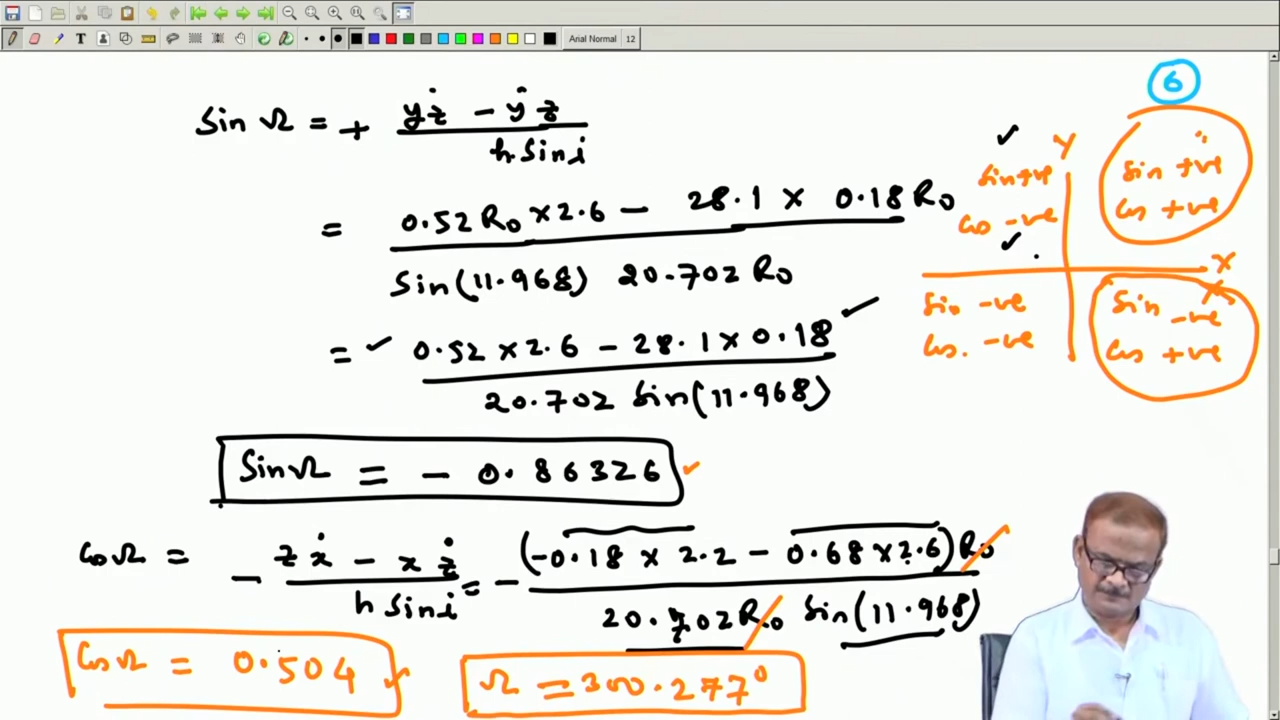 Arial Normal 12
6
Sin Ω = + (yż - ẏz) / (h Sin i)
= (0.52 R₀ × 2.6 - 28.1 × 0.18 R₀) / (Sin(11.968) 20.702 R₀)
= (0.52 × 2.6 - 28.1 × 0.18) / (20.702 Sin(11.968))
Sin Ω = - 0.86326
Cos Ω = - (zẋ - xż) / (h Sin i) = - ((-0.18 × 2.2 - 0.68 × 2.6) R₀) / (20.702 R₀ Sin(11.968))
Cos Ω = 0.504
Ω = 300.277°
Y
Sin +ve
Cos -ve
Sin +ve
Cos +ve
X
Sin -ve
Cos. -ve
Sin -ve
Cos +ve